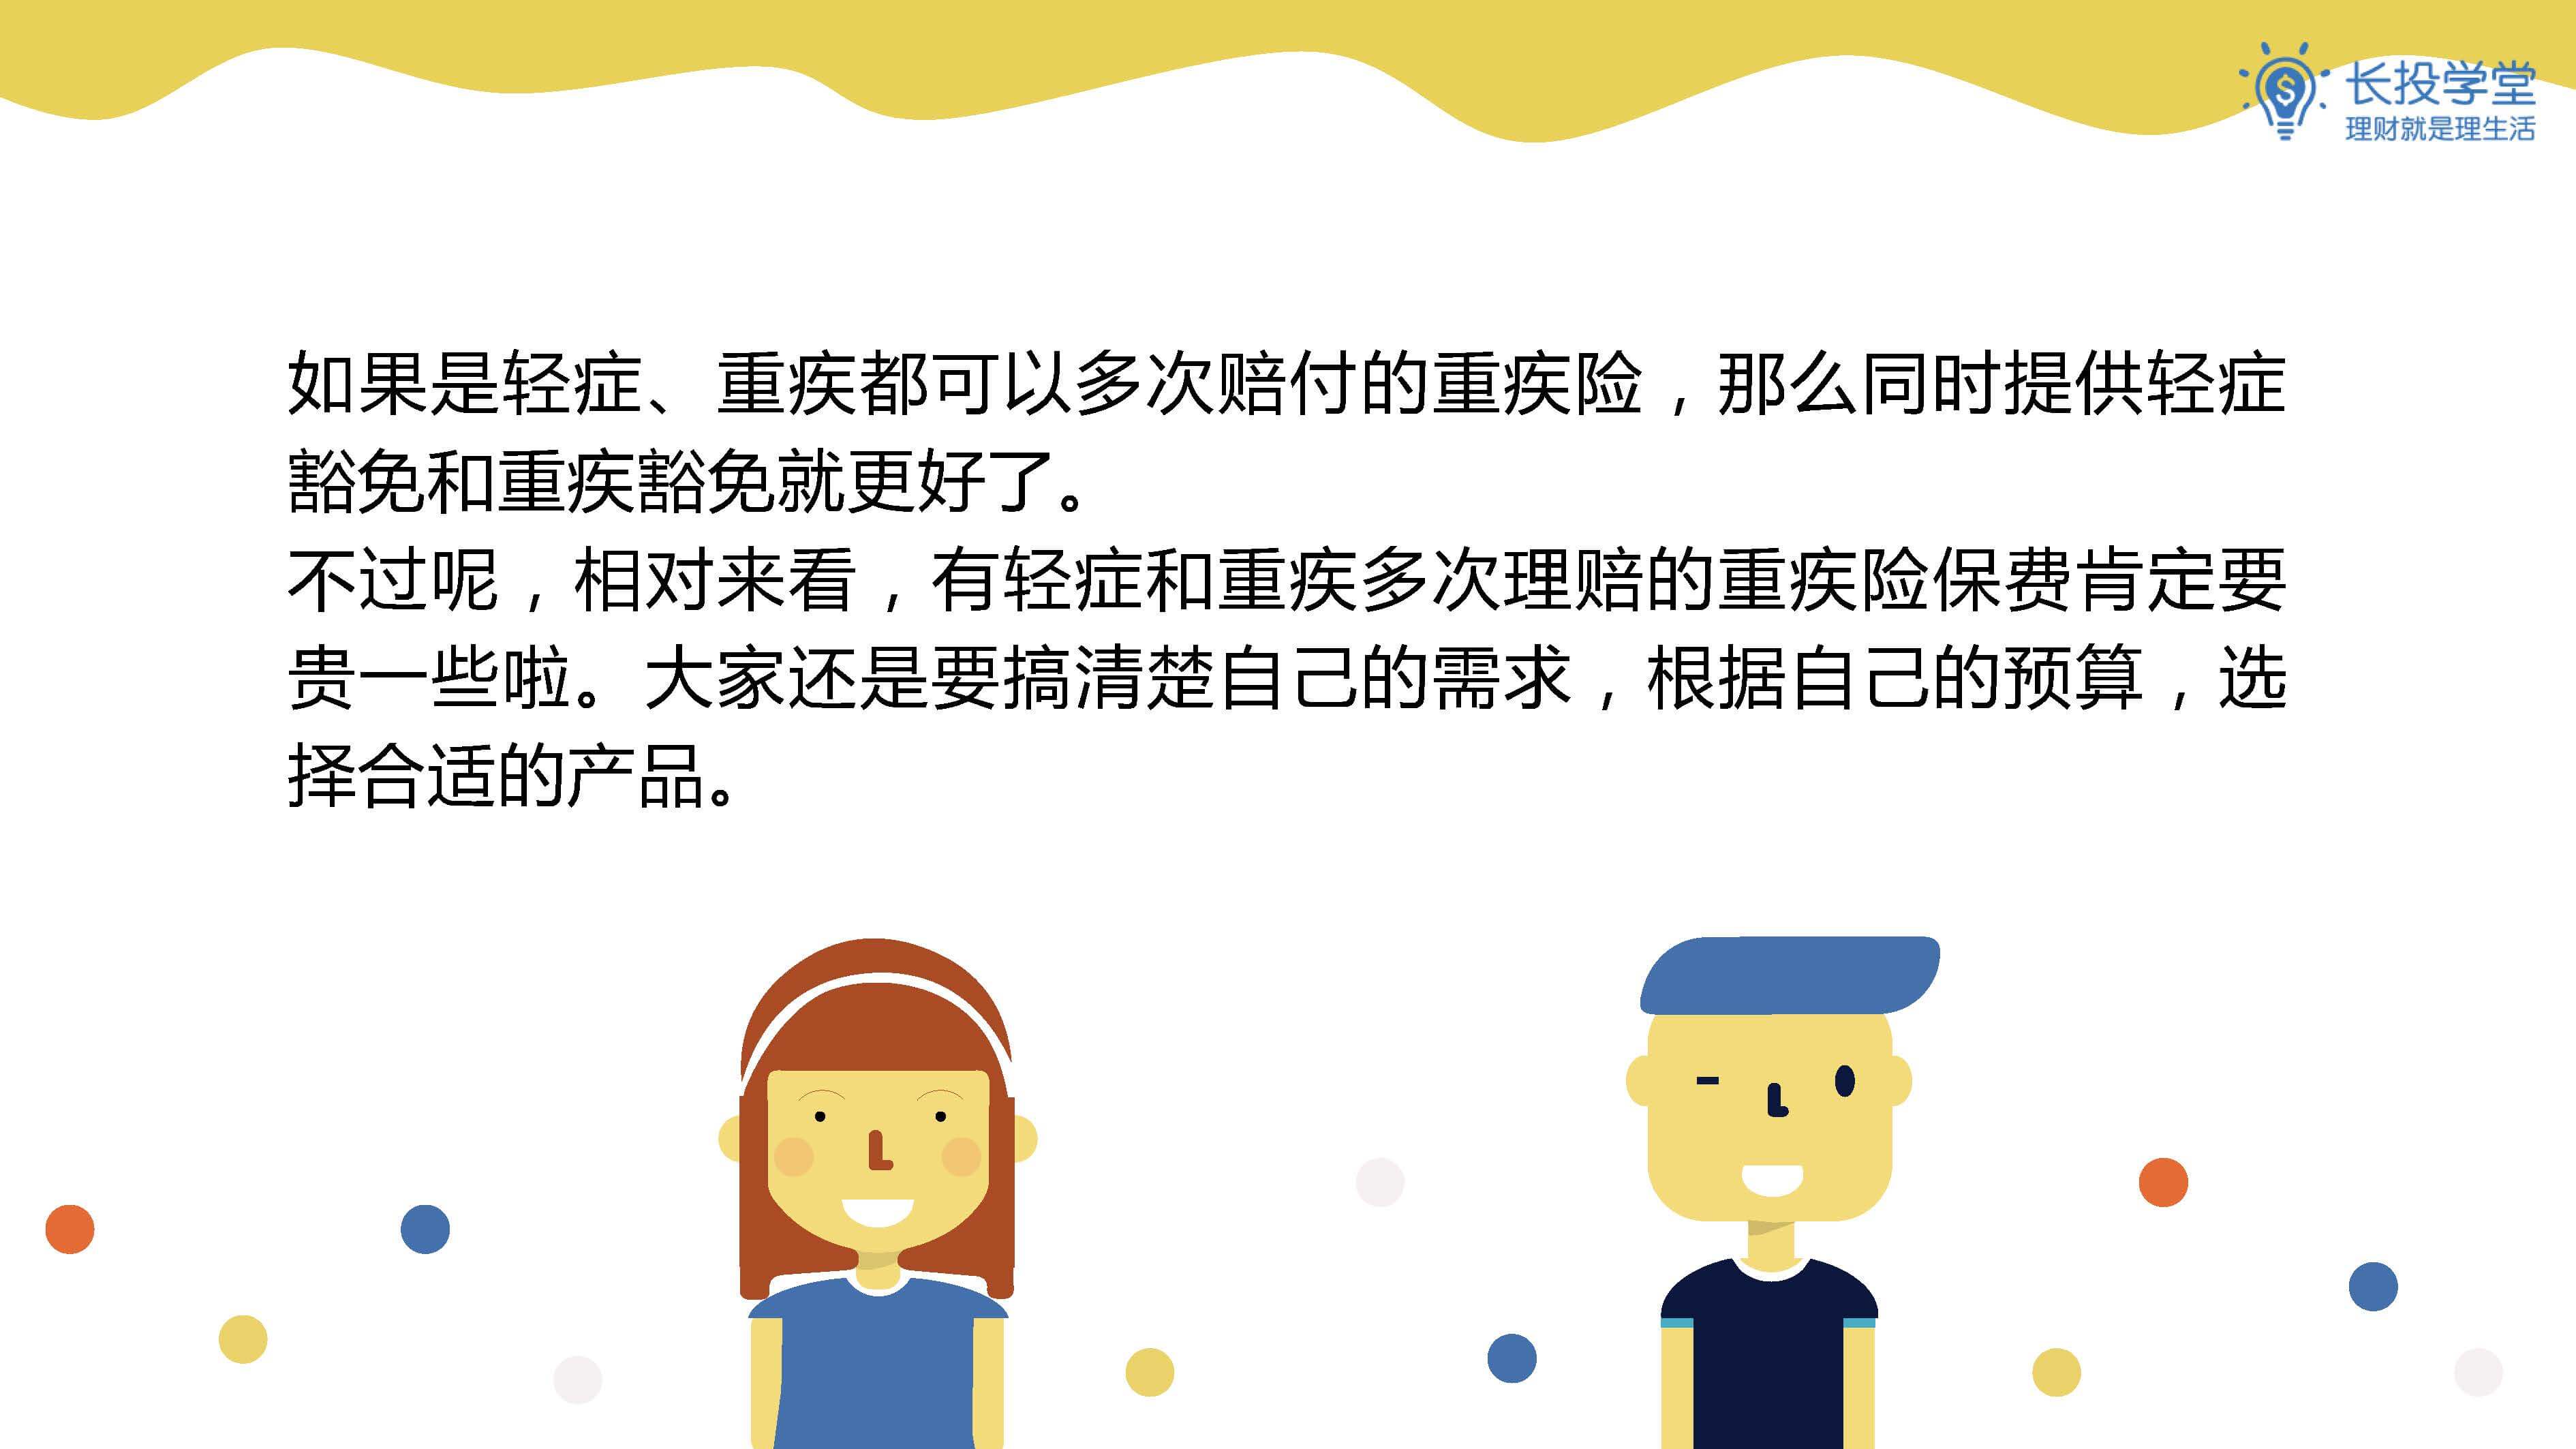 长投学堂
理财就是理生活
如果是轻症、重疾都可以多次赔付的重疾险，那么同时提供轻症
豁免和重疾豁免就更好了。
不过呢，相对来看，有轻症和重疾多次理赔的重疾险保费肯定要
贵一些啦。大家还是要搞清楚自己的需求，根据自己的预算，选
择合适的产品。